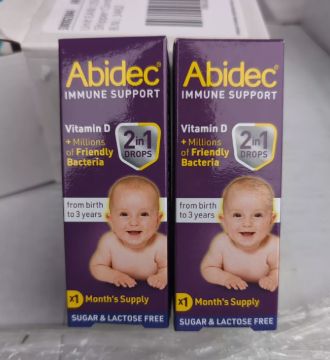 Abidec
IMMUNE SUPPORT
Vitamin D
+ Millions
of Friendly
Bacteria
2in1
DROPS
from birth
to 3 years
x1 Month's Supply
SUGAR & LACTOSE FREE
Abidec
IMMUNE SUPPORT
Vitamin D
+ Millions
of Friendly
Bacteria
2in1
DROPS
from birth
to 3 years
x1 Month's Supply
SUGAR & LACTOSE FREE